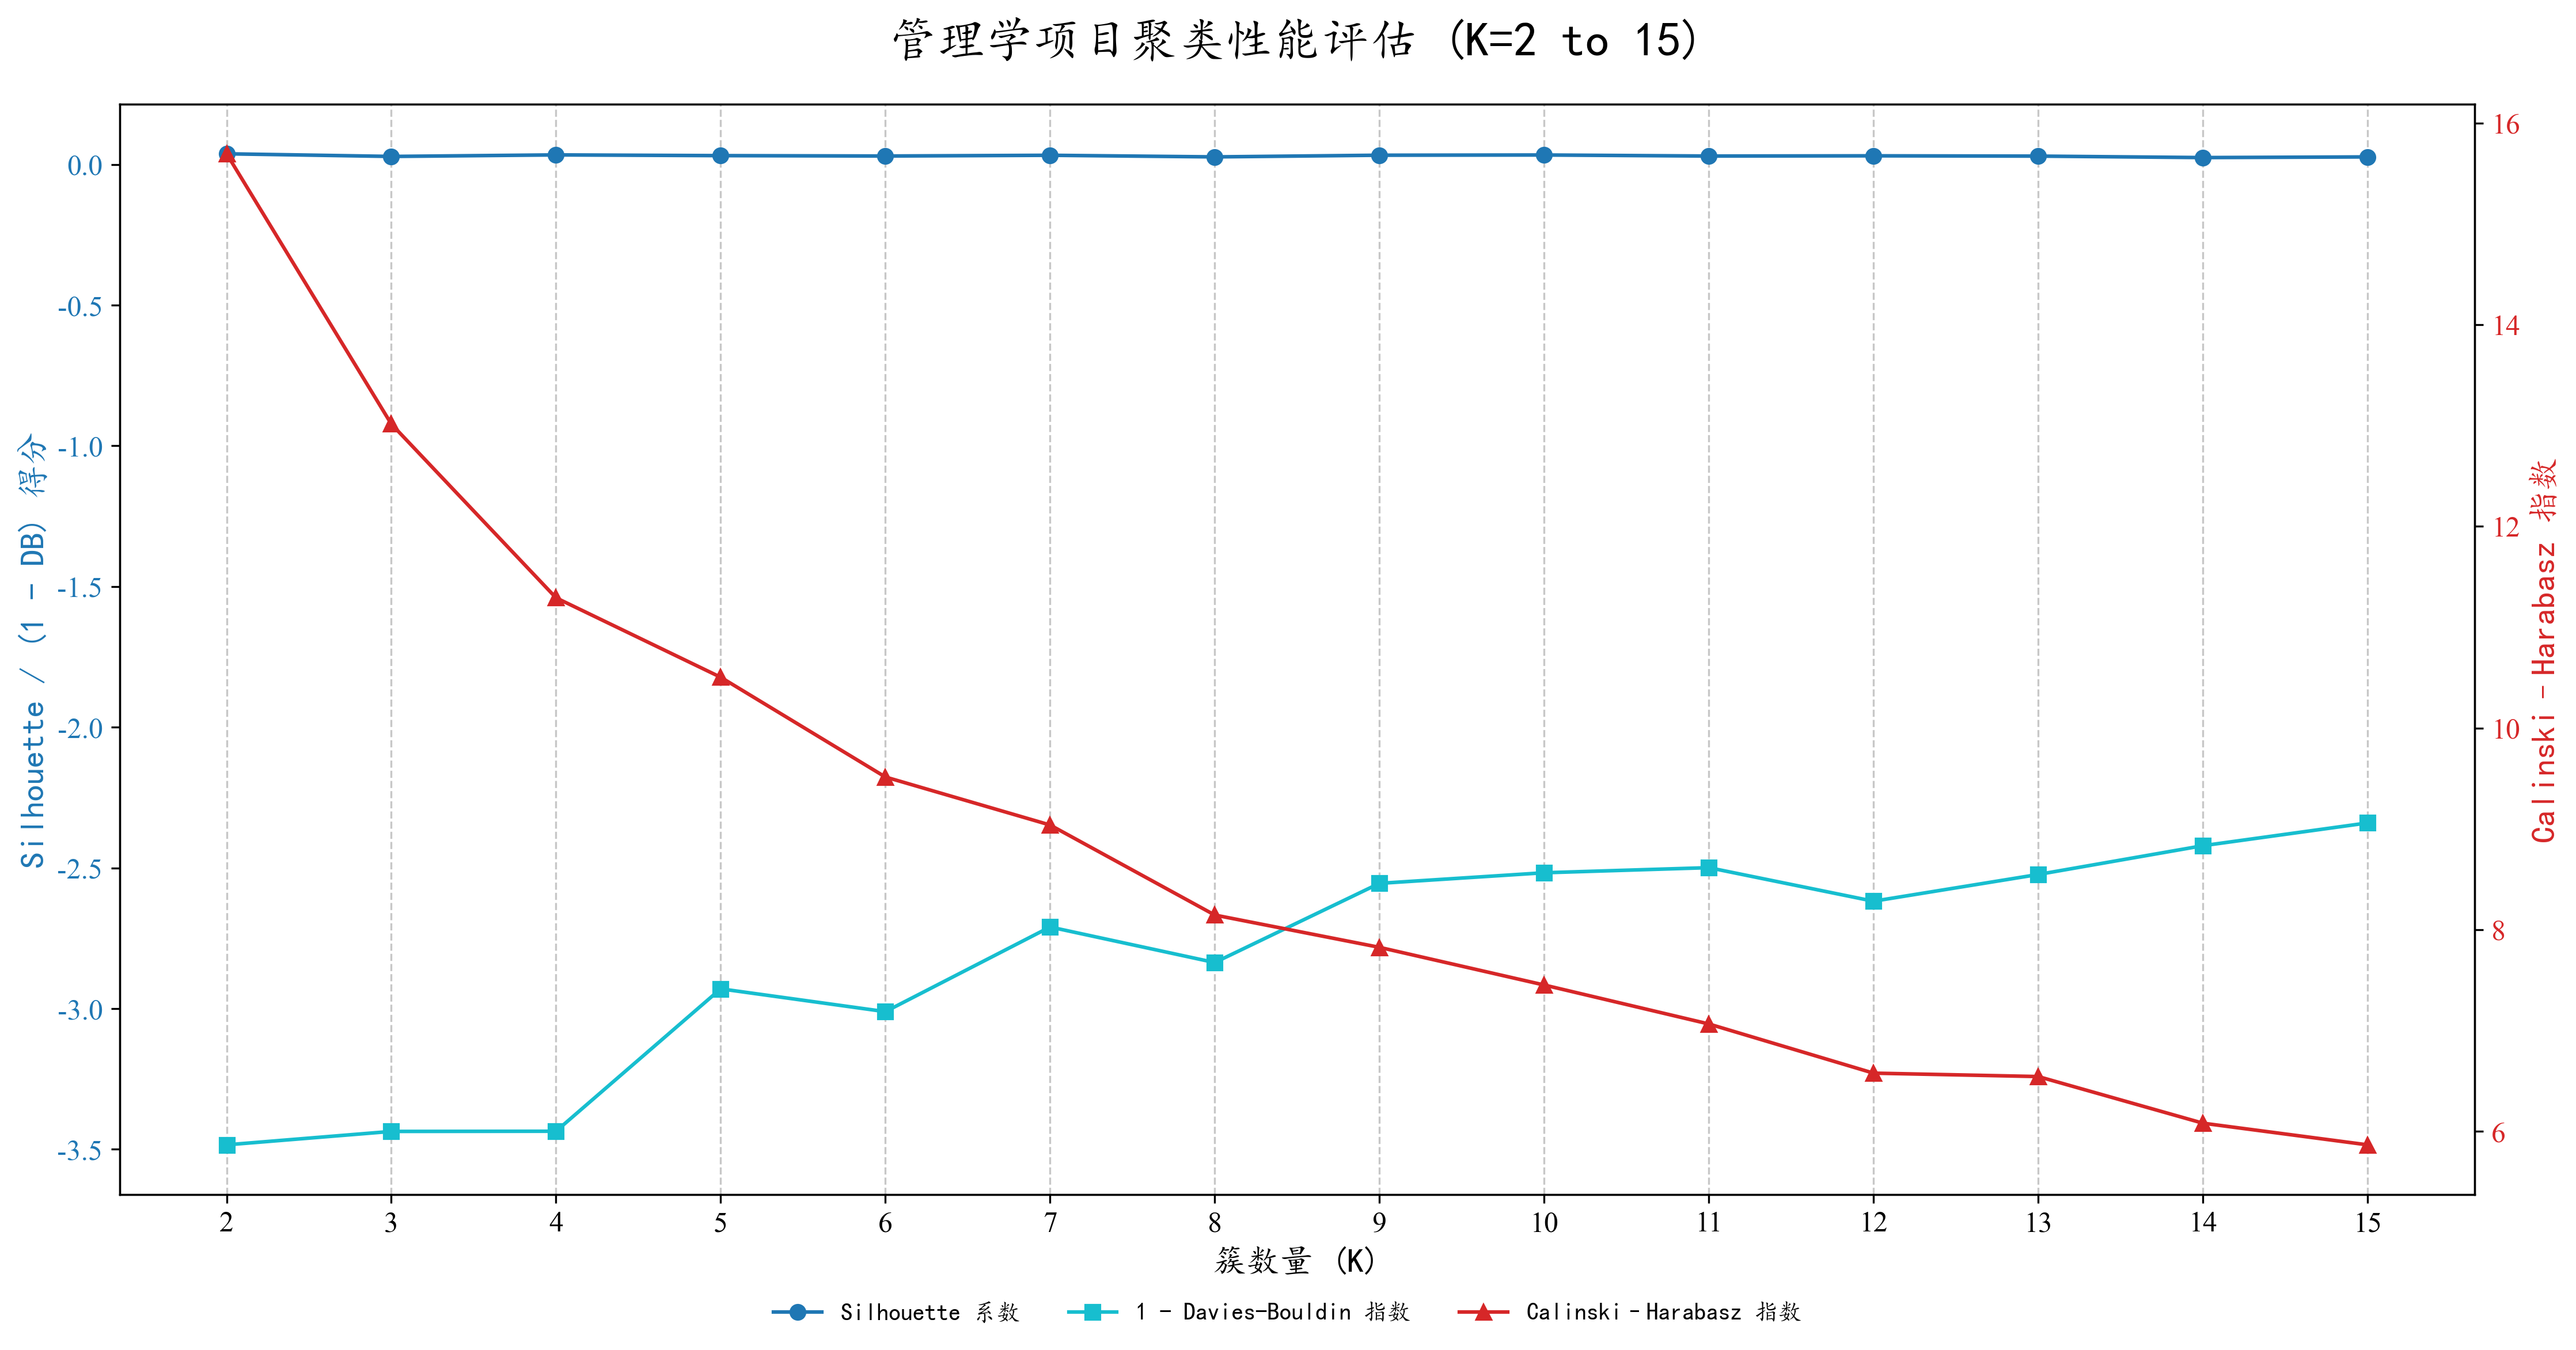 管理学项目聚类性能评估 (K=2 to 15)
Silhouette / (1 - DB) 得分
0.0
-0.5
-1.0
-1.5
-2.0
-2.5
-3.0
-3.5
16
14
12
10
8
6
Calinski-Harabasz 指数
2 3 4 5 6 7 8 9 10 11 12 13 14 15
簇数量 (K)
Silhouette 系数 1 - Davies-Bouldin 指数 Calinski-Harabasz 指数